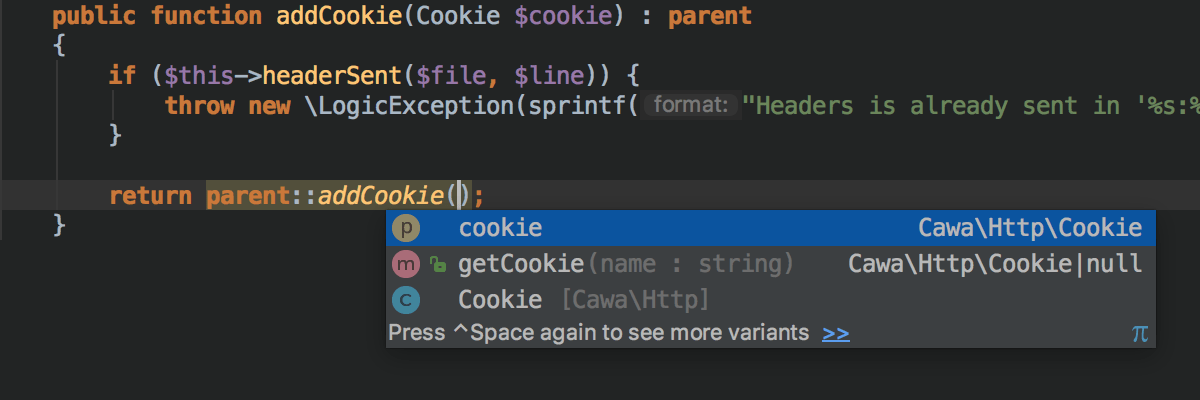 public function addCookie(Cookie $cookie) : parent
{
if ($this->headerSent($file, $line)) {
throw new \LogicException(sprintf( format: "Headers is already sent in '%s:%
}
return parent::addCookie();
}
p cookie Cawa\Http\Cookie
m getCookie(name : string) Cawa\Http\Cookie|null
C Cookie [Cawa\Http]
Press ^Space again to see more variants >> π